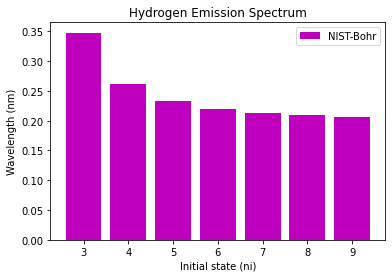 Hydrogen Emission Spectrum
NIST-Bohr
Wavelength (nm)
0.35
0.30
0.25
0.20
0.15
0.10
0.05
0.00
3 4 5 6 7 8 9
Initial state (ni)